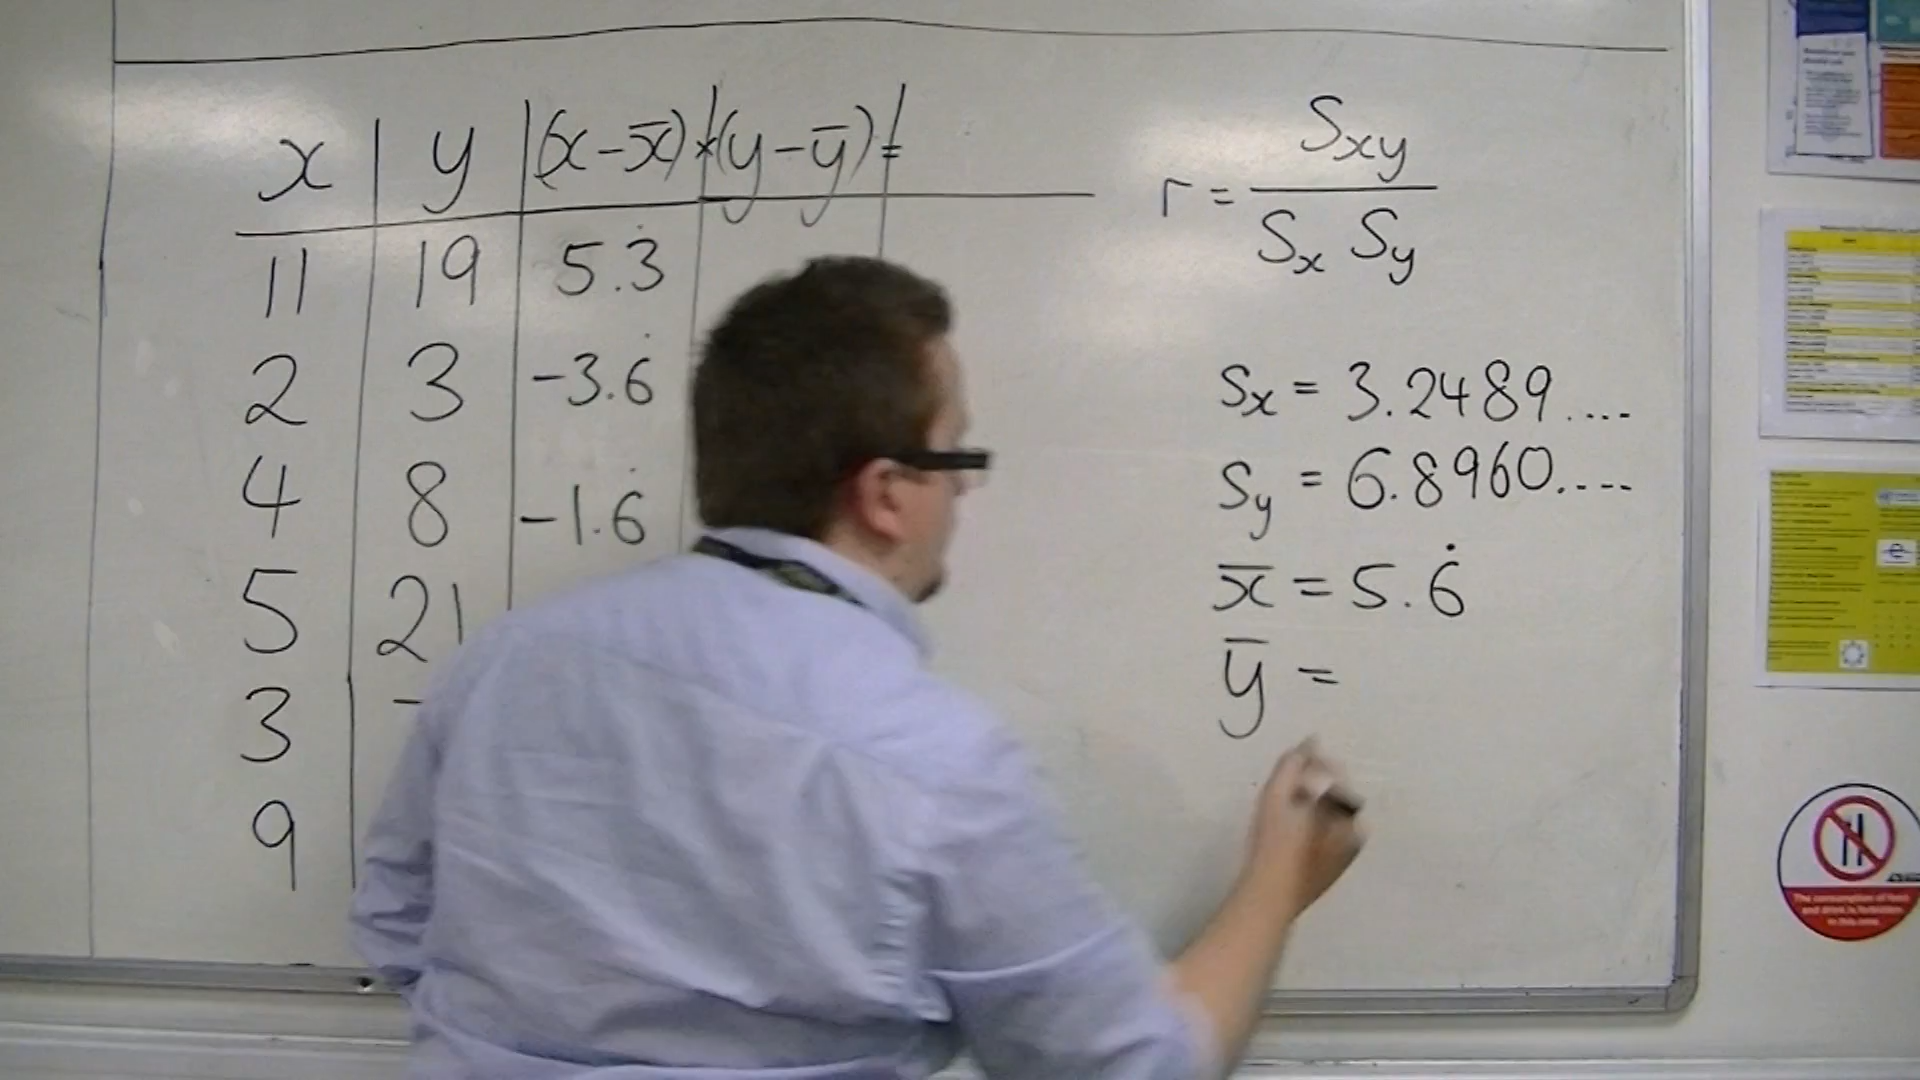 x y (x-x̄) × (y-ȳ) =
11 19 5.3̇
2 3 -3.6̇
4 8 -1.6̇
5 21
3
9
r = Sxy / Sx Sy
Sx = 3.2489....
Sy = 6.8960....
x̄ = 5.6̇
ȳ =